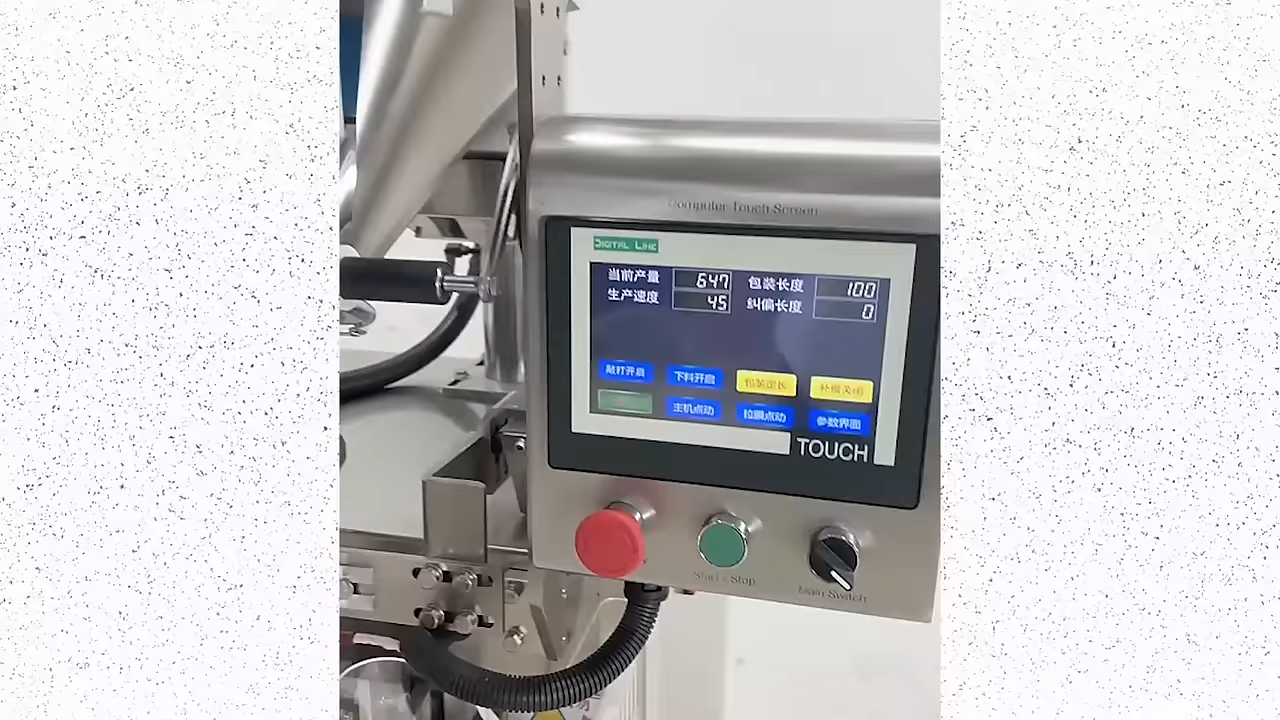 Computer Touch Screen
DIGITAL LINE
当前产量 647 包装长度 100
生产速度 45 纠偏长度 0
敲打开启 下料开启 包装定长 补偿关闭
主机点动 拉膜点动 参数界面
TOUCH
Start - Stop
Main Switch